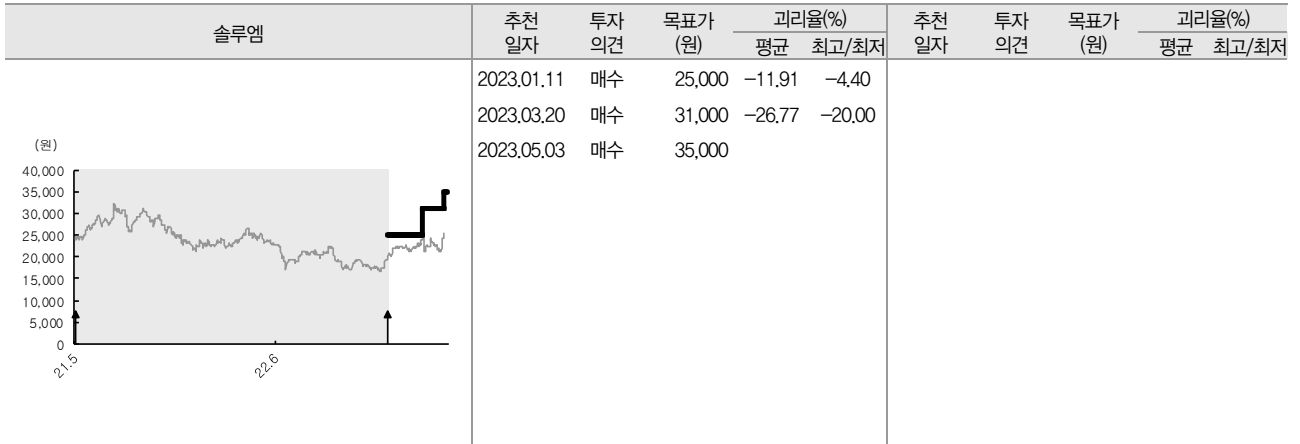 솔루엠
추천 일자 투자 의견 목표가 (원) 괴리율(%) 평균 최고/최저 추천 일자 투자 의견 목표가 (원) 괴리율(%) 평균 최고/최저
2023.01.11 매수 25,000 -11.91 -4.40
2023.03.20 매수 31,000 -26.77 -20.00
2023.05.03 매수 35,000
(원)
40,000
35,000
30,000
25,000
20,000
15,000
10,000
5,000
0
21.5 22.6